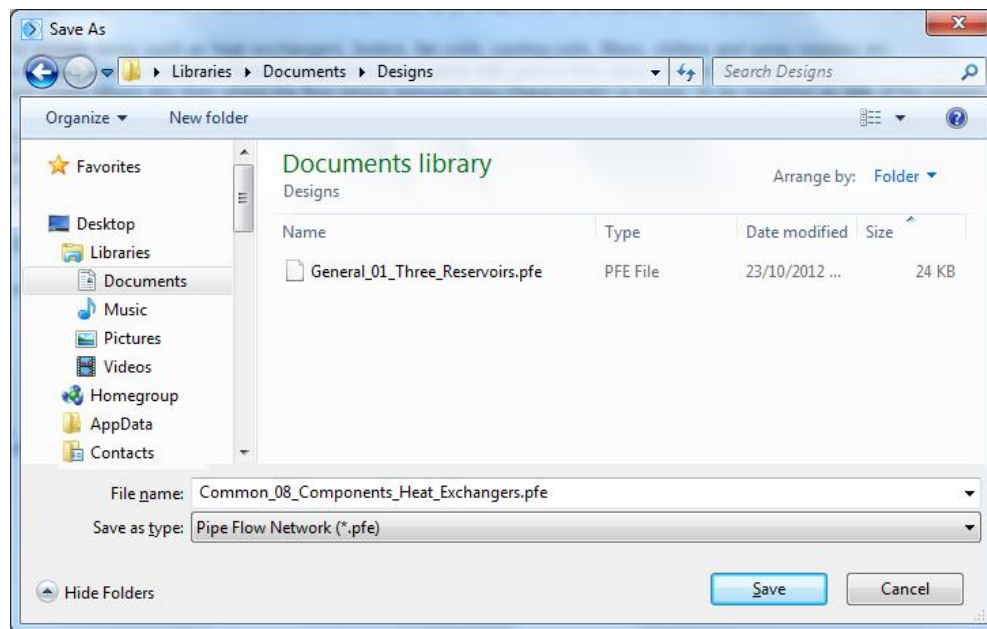 Save As
Libraries Documents Designs Search Designs
Organize New folder
Favorites
Desktop
Libraries
Documents
Music
Pictures
Videos
Homegroup
AppData
Contacts
Documents library
Designs
Arrange by: Folder
Name Type Date modified Size
General_01_Three_Reservoirs.pfe PFE File 23/10/2012 ... 24 KB
File name: Common_08_Components_Heat_Exchangers.pfe
Save as type: Pipe Flow Network (*.pfe)
Hide Folders Save Cancel